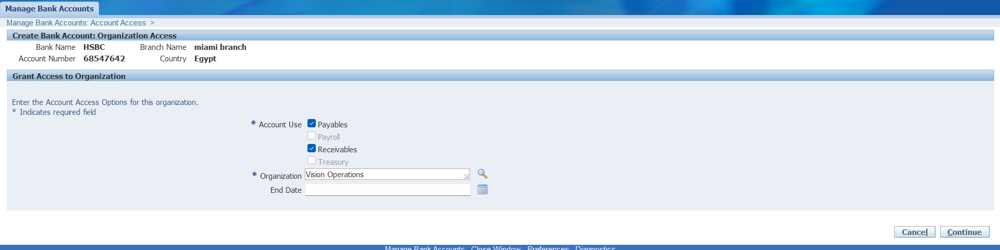 Manage Bank Accounts
Manage Bank Accounts: Account Access >
Create Bank Account: Organization Access
Bank Name HSBC Branch Name miami branch
Account Number 68547642 Country Egypt
Grant Access to Organization
Enter the Account Access Options for this organization.
* Indicates required field
* Account Use Payables
Payroll
Receivables
Treasury
* Organization Vision Operations
End Date
Cancel Continue
Manage Bank Accounts Close Window Preferences Diagnostics